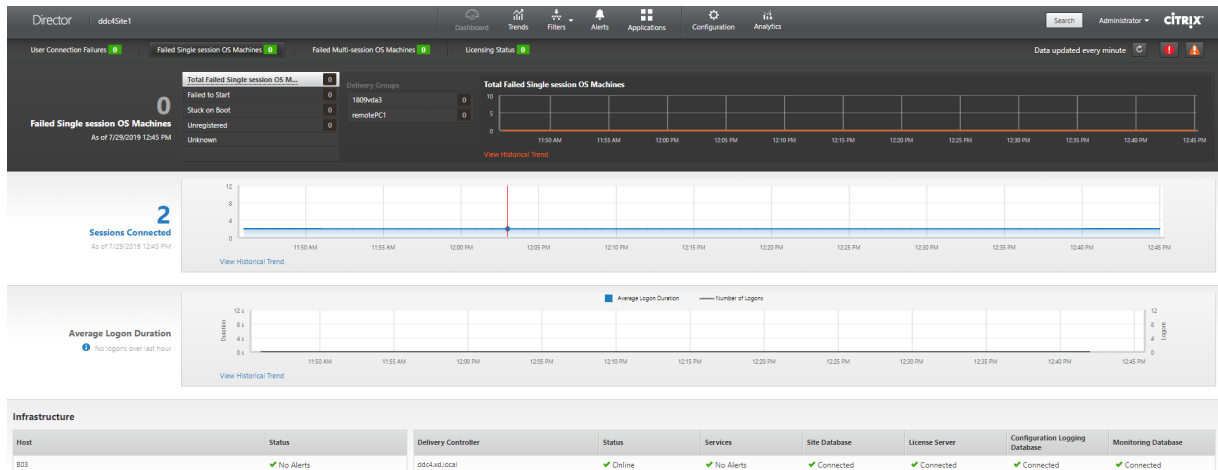 Director ddc4Site1
Dashboard Trends Filters Alerts Applications Configuration Analytics
Search Administrator CITRIX
User Connection Failures 0 Failed Single session OS Machines 0 Failed Multi-session OS Machines 0 Licensing Status 0 Data updated every minute
0
Failed Single session OS Machines
As of 7/29/2019 12:45 PM
Total Failed Single session OS M... 0
Failed to Start 0
Stuck on Boot 0
Unregistered 0
Unknown
Delivery Groups
1809vda3 0
remotePC1 0
Total Failed Single session OS Machines
10
5
0
11:50 AM 11:55 AM 12:00 PM 12:05 PM 12:10 PM 12:15 PM 12:20 PM 12:25 PM 12:30 PM 12:35 PM 12:40 PM 12:45 PM
View Historical Trend
2
Sessions Connected
As of 7/29/2019 12:45 PM
12
8
4
0
11:50 AM 11:55 AM 12:00 PM 12:05 PM 12:10 PM 12:15 PM 12:20 PM 12:25 PM 12:30 PM 12:35 PM 12:40 PM 12:45 PM
View Historical Trend
Average Logon Duration
No logons over last hour
Average Logon Duration Number of Logons
Duration
12 s
8 s
4 s
0 s
12
8
4
0
Logons
11:50 AM 11:55 AM 12:00 PM 12:05 PM 12:10 PM 12:15 PM 12:20 PM 12:25 PM 12:30 PM 12:35 PM 12:40 PM 12:45 PM
View Historical Trend
Infrastructure
Host Status
B03 No Alerts
Delivery Controller Status Services Site Database License Server Configuration Logging Database Monitoring Database
ddc4.xd.local Online No Alerts Connected Connected Connected Connected